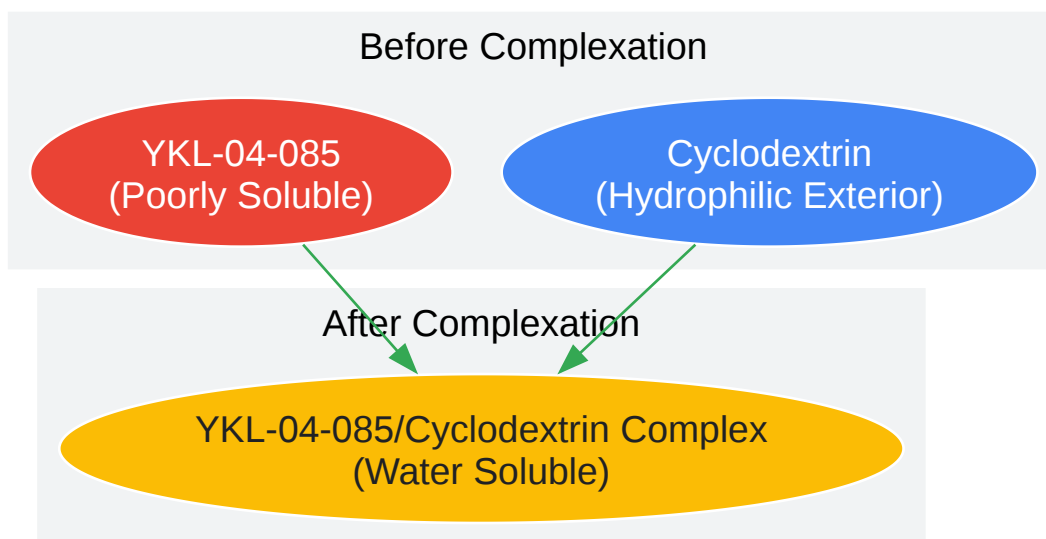 Before Complexation
YKL-04-085
(Poorly Soluble)
Cyclodextrin
(Hydrophilic Exterior)
After Complexation
YKL-04-085/Cyclodextrin Complex
(Water Soluble)